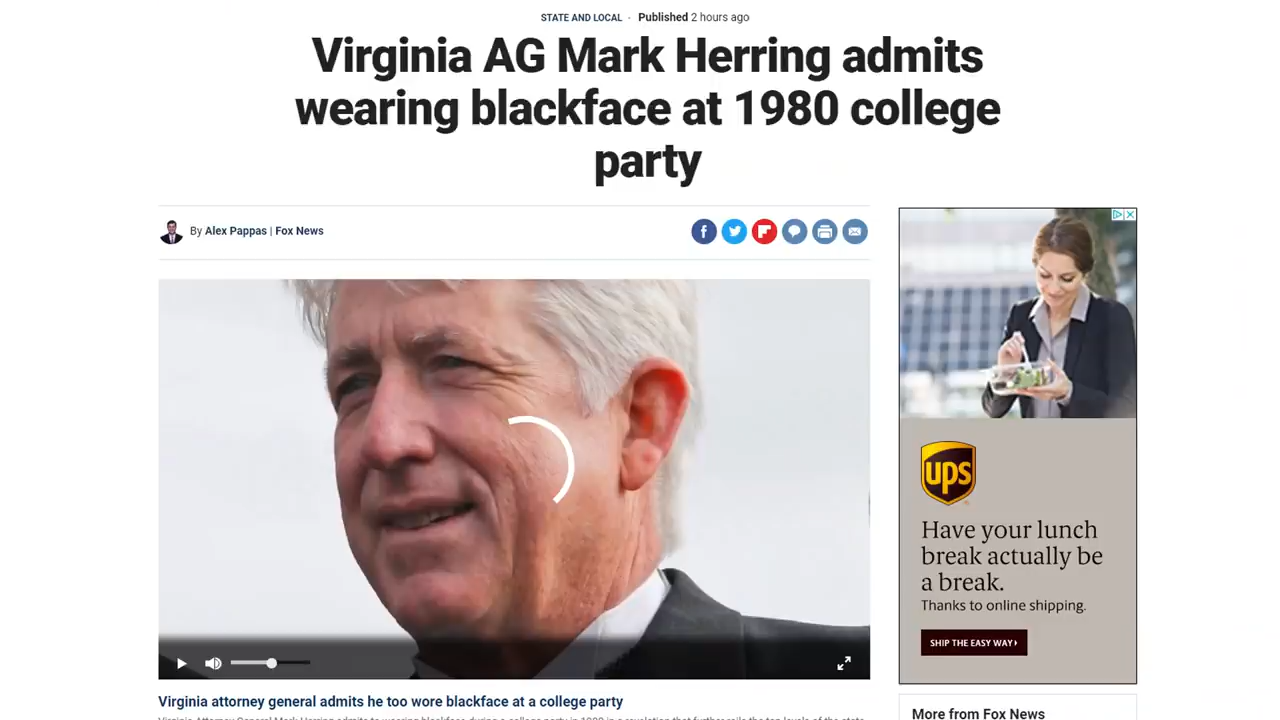 STATE AND LOCAL · Published 2 hours ago
Virginia AG Mark Herring admits
wearing blackface at 1980 college
party
By Alex Pappas | Fox News
ups
Have your lunch
break actually be
a break.
Thanks to online shipping.
SHIP THE EASY WAY
Virginia attorney general admits he too wore blackface at a college party
More from Fox News